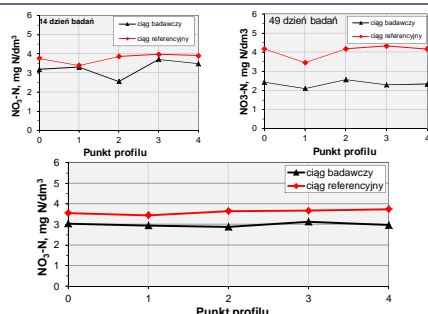 14 dzień badań
ciąg badawczy
ciąg referencyjny
NO₃-N, mg N/dm³
6
5
4
3
2
1
0
0 1 2 3 4
Punkt profilu
49 dzień badań
ciąg badawczy
ciąg referencyjny
NO3-N, mg N/dm3
6
5
4
3
2
1
0
0 1 2 3 4
Punkt profilu
ciąg badawczy
ciąg referencyjny
NO₃-N, mg N/dm³
6
5
4
3
2
1
0
0 1 2 3 4
Punkt profilu